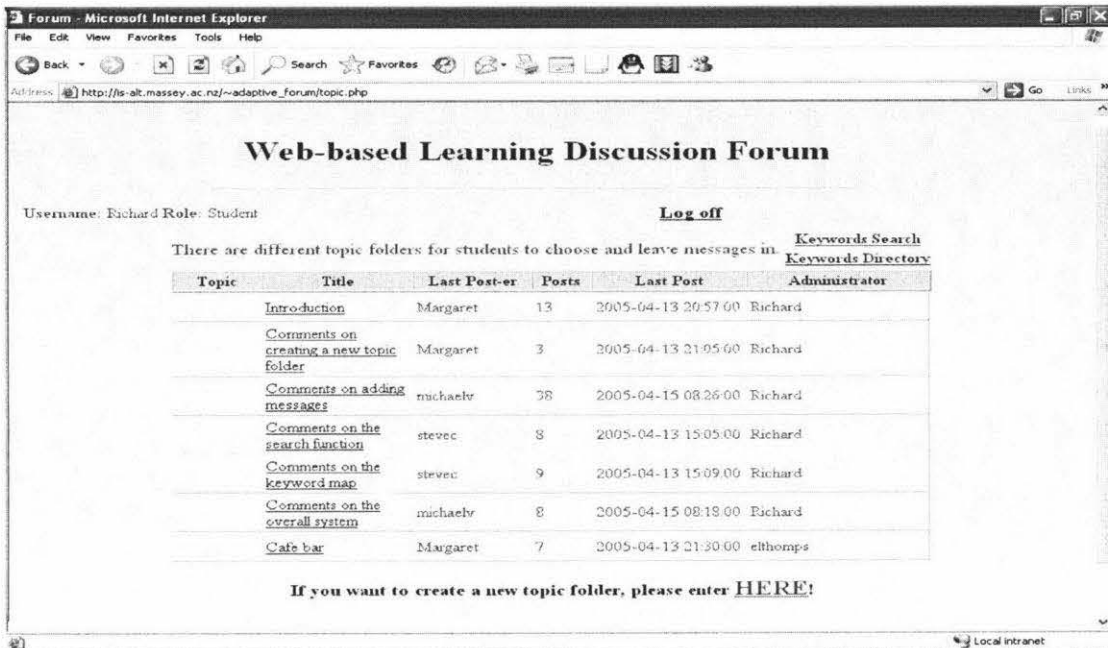 Forum - Microsoft Internet Explorer
File Edit View Favorites Tools Help
Back Search Favorites
Address http://is-alt.massey.ac.nz/~adaptive_forum/topic.php Go Links »
Web-based Learning Discussion Forum
Username: Richard Role: Student Log off
There are different topic folders for students to choose and leave messages in. Keywords Search
Keywords Directory
Topic Title Last Post-er Posts Last Post Administrator
Introduction Margaret 13 2005-04-13 20:57:00 Richard
Comments on
creating a new topic
folder Margaret 3 2005-04-13 21:05:00 Richard
Comments on adding
messages michaelv 38 2005-04-15 08:26:00 Richard
Comments on the
search function stevec 8 2005-04-13 15:05:00 Richard
Comments on the
keyword map stevec 9 2005-04-13 15:09:00 Richard
Comments on the
overall system michaelv 8 2005-04-15 08:18:00 Richard
Cafe bar Margaret 7 2005-04-13 21:30:00 elthomps
If you want to create a new topic folder, please enter HERE!
Local intranet